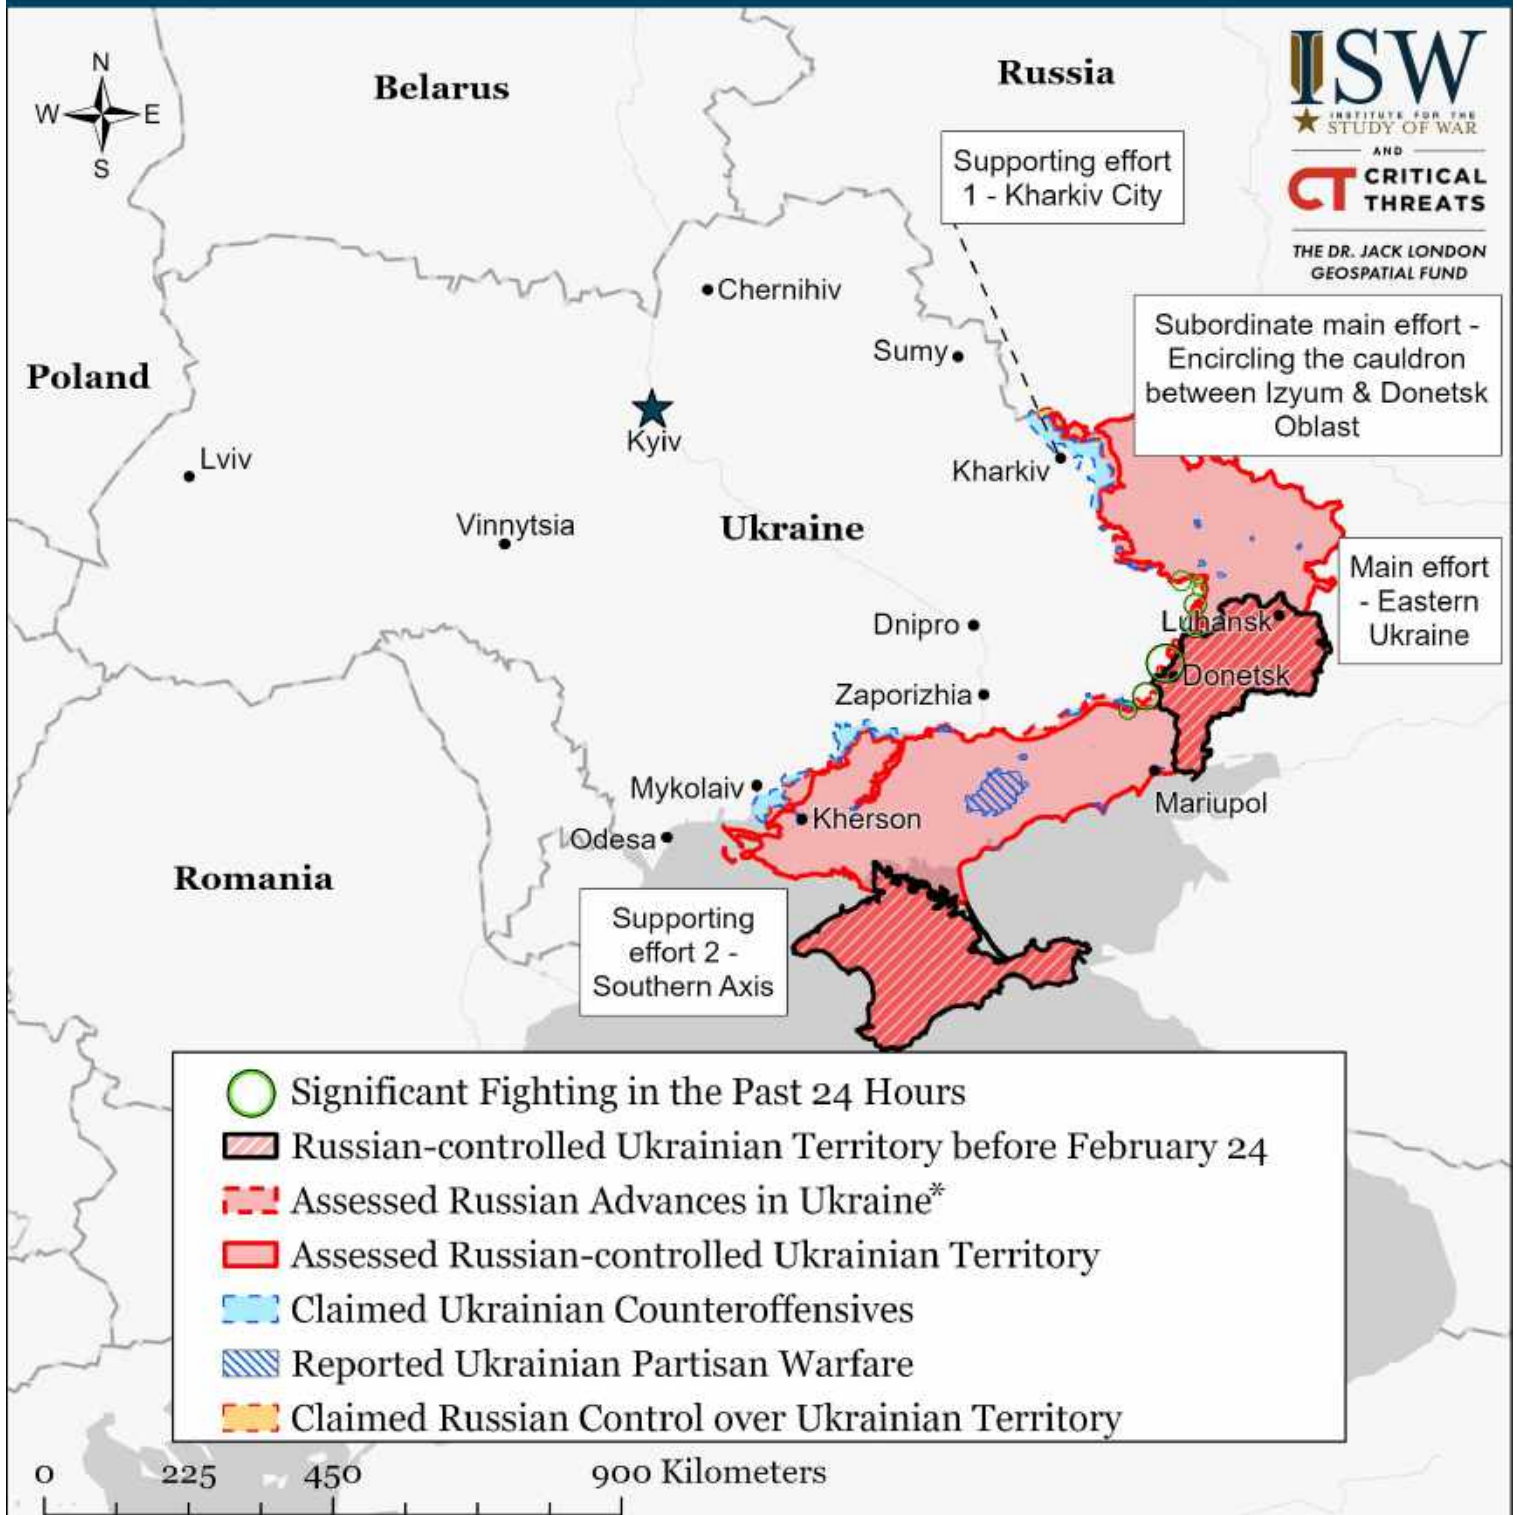 N
W
E
S
Belarus
Russia
ISW
INSTITUTE FOR THE
STUDY OF WAR
AND
CT CRITICAL
THREATS
THE DR. JACK LONDON
GEOSPATIAL FUND
Supporting effort
1 - Kharkiv City
Chernihiv
Subordinate main effort -
Encircling the cauldron
between Izyum & Donetsk
Oblast
Sumy
Poland
Kyiv
Lviv
Kharkiv
Vinnytsia
Ukraine
Main effort
- Eastern
Ukraine
Dnipro
Luhansk
Donetsk
Zaporizhia
Mykolaiv
Mariupol
Kherson
Odesa
Romania
Supporting
effort 2 -
Southern Axis
Significant Fighting in the Past 24 Hours
Russian-controlled Ukrainian Territory before February 24
Assessed Russian Advances in Ukraine*
Assessed Russian-controlled Ukrainian Territory
Claimed Ukrainian Counteroffensives
Reported Ukrainian Partisan Warfare
Claimed Russian Control over Ukrainian Territory
0 225 450 900 Kilometers